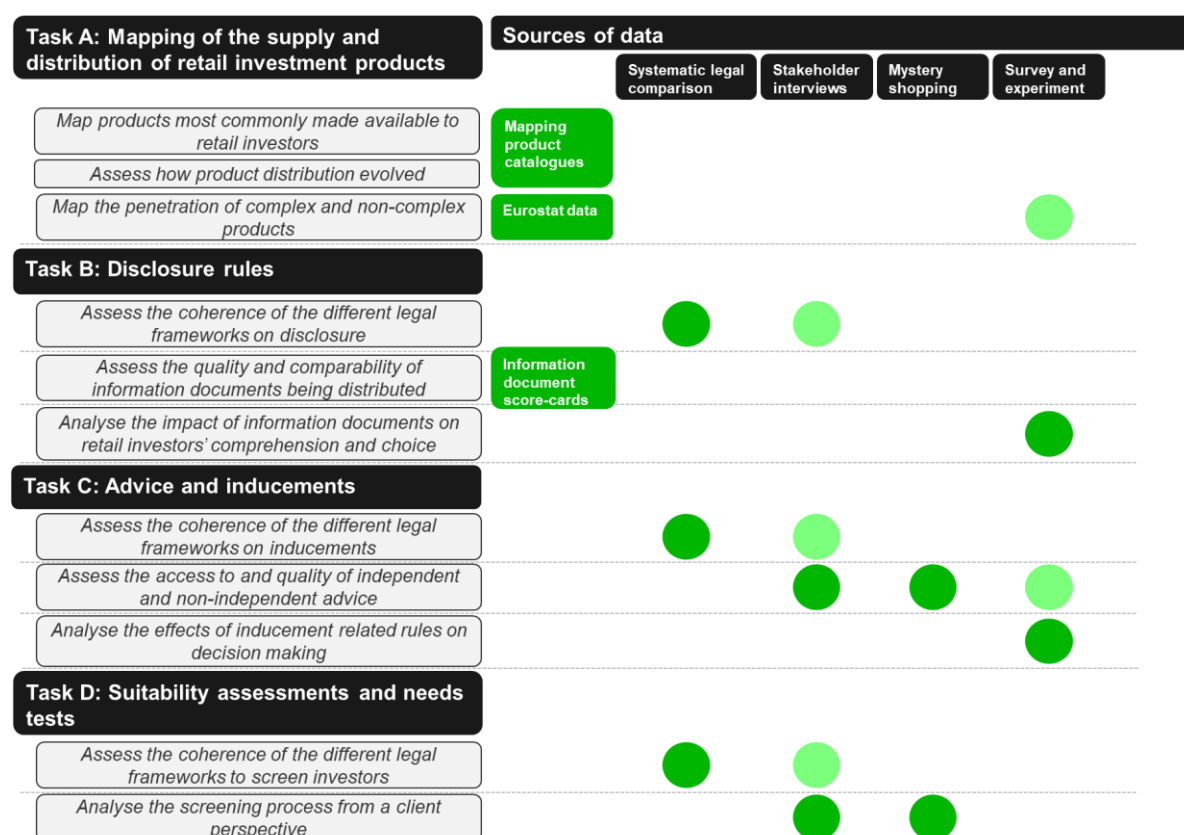 Task A: Mapping of the supply and
distribution of retail investment products
Sources of data
Systematic legal
comparison
Stakeholder
interviews
Mystery
shopping
Survey and
experiment
Map products most commonly made available to
retail investors
Mapping
product
catalogues
Assess how product distribution evolved
Map the penetration of complex and non-complex
products
Eurostat data
Task B: Disclosure rules
Assess the coherence of the different legal
frameworks on disclosure
Assess the quality and comparability of
information documents being distributed
Information
document
score-cards
Analyse the impact of information documents on
retail investors' comprehension and choice
Task C: Advice and inducements
Assess the coherence of the different legal
frameworks on inducements
Assess the access to and quality of independent
and non-independent advice
Analyse the effects of inducement related rules on
decision making
Task D: Suitability assessments and needs
tests
Assess the coherence of the different legal
frameworks to screen investors
Analyse the screening process from a client
perspective